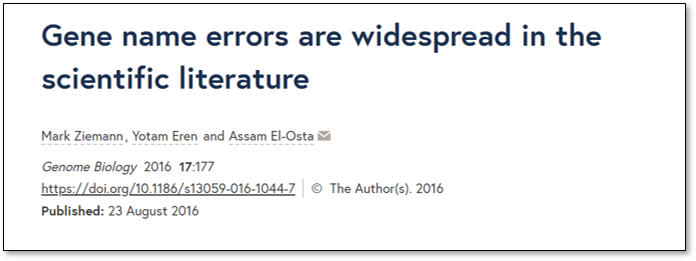 Gene name errors are widespread in the
scientific literature
Mark Ziemann, Yotam Eren and Assam El-Osta
Genome Biology 2016 17:177
https://doi.org/10.1186/s13059-016-1044-7 © The Author(s). 2016
Published: 23 August 2016